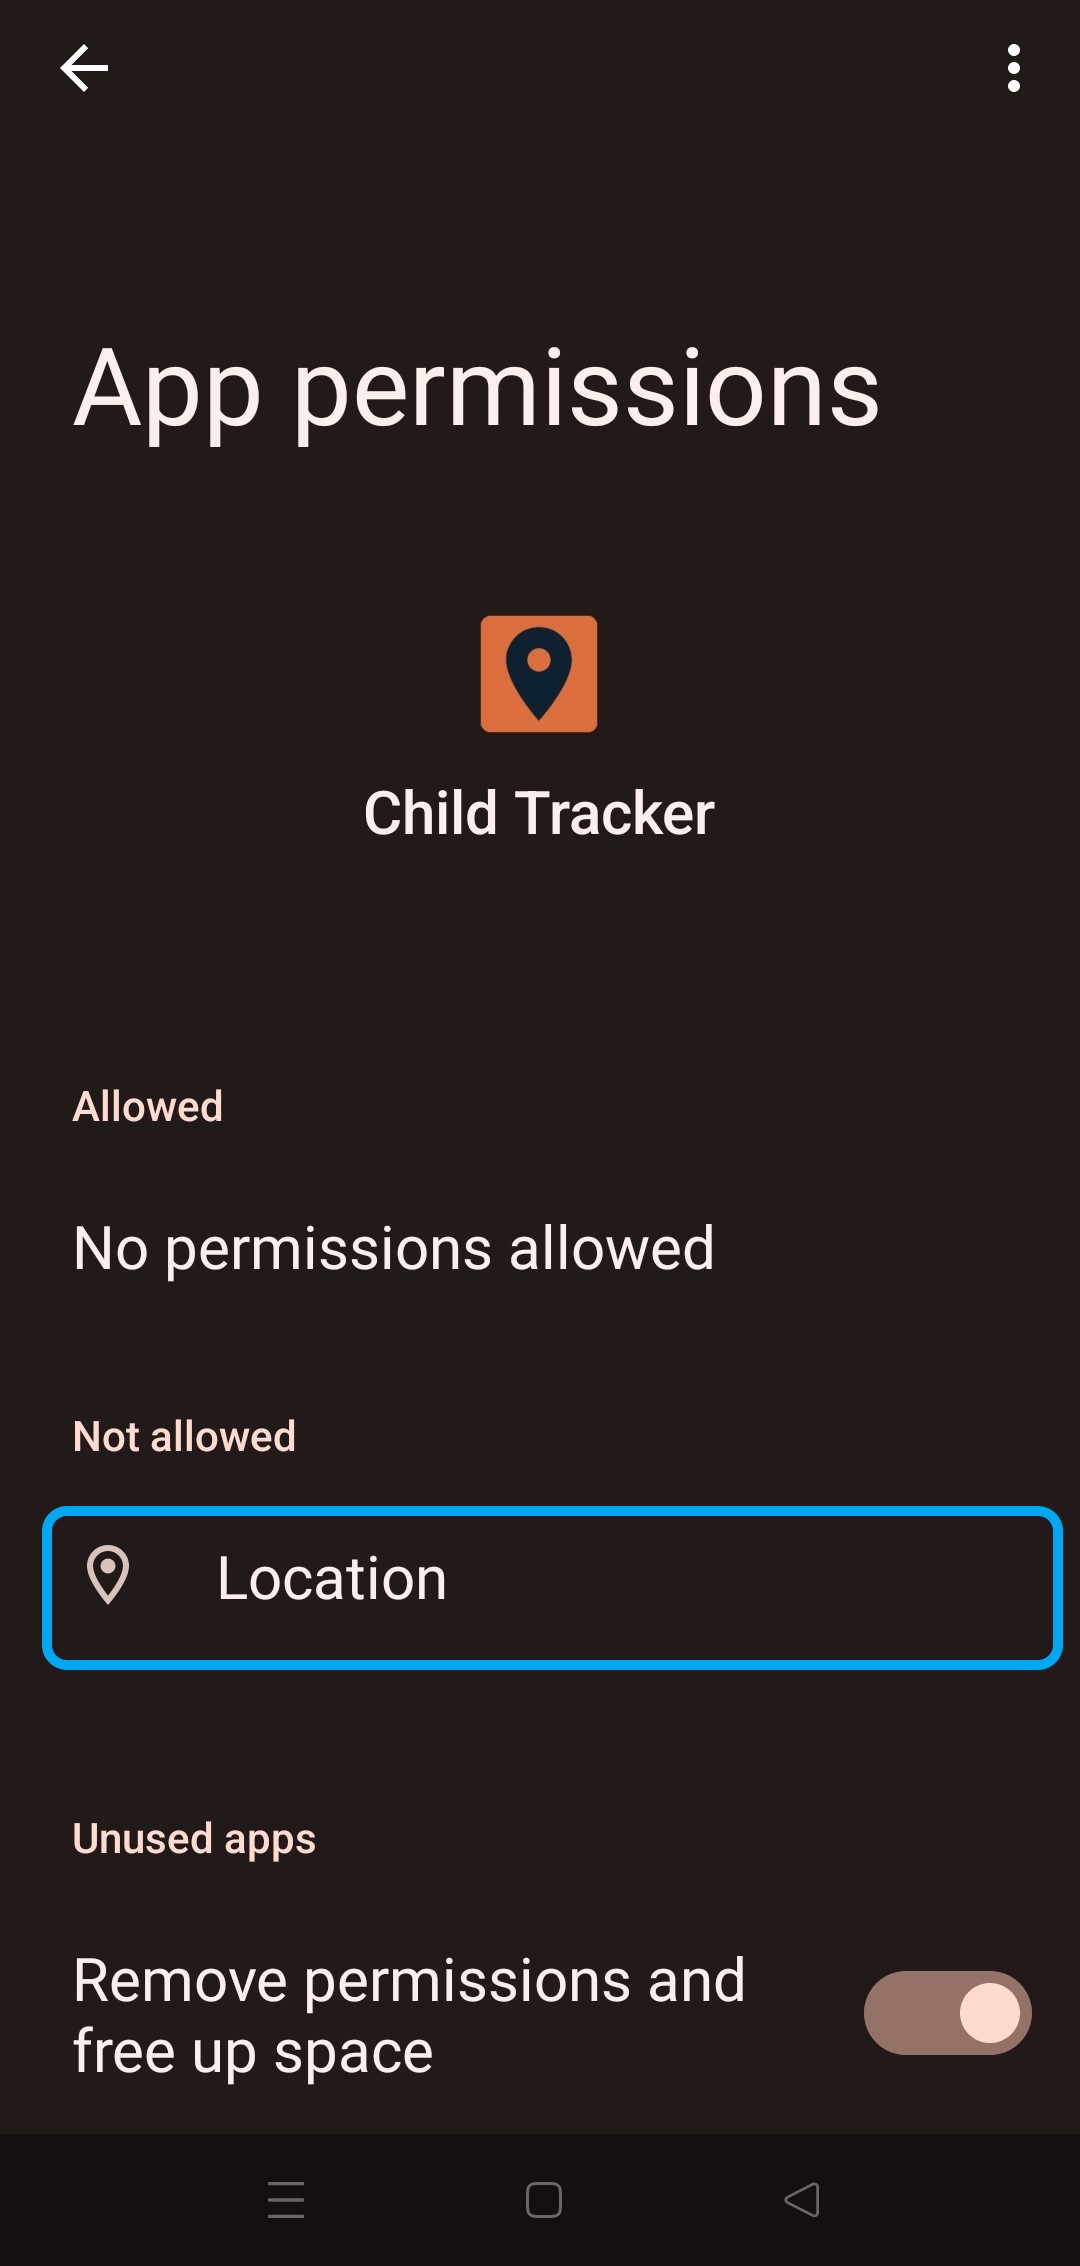 App permissions
Child Tracker
Allowed
No permissions allowed
Not allowed
Location
Unused apps
Remove permissions and
free up space